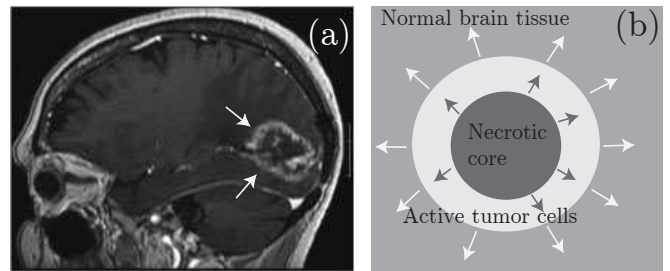 (a)
Normal brain tissue
(b)
Necrotic
core
Active tumor cells